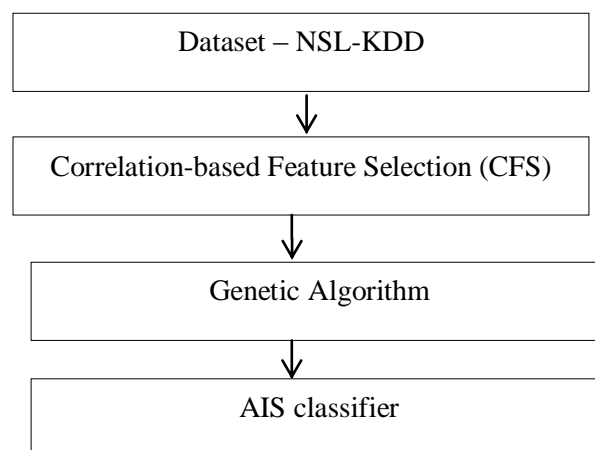 Dataset – NSL-KDD
Correlation-based Feature Selection (CFS)
Genetic Algorithm
AIS classifier